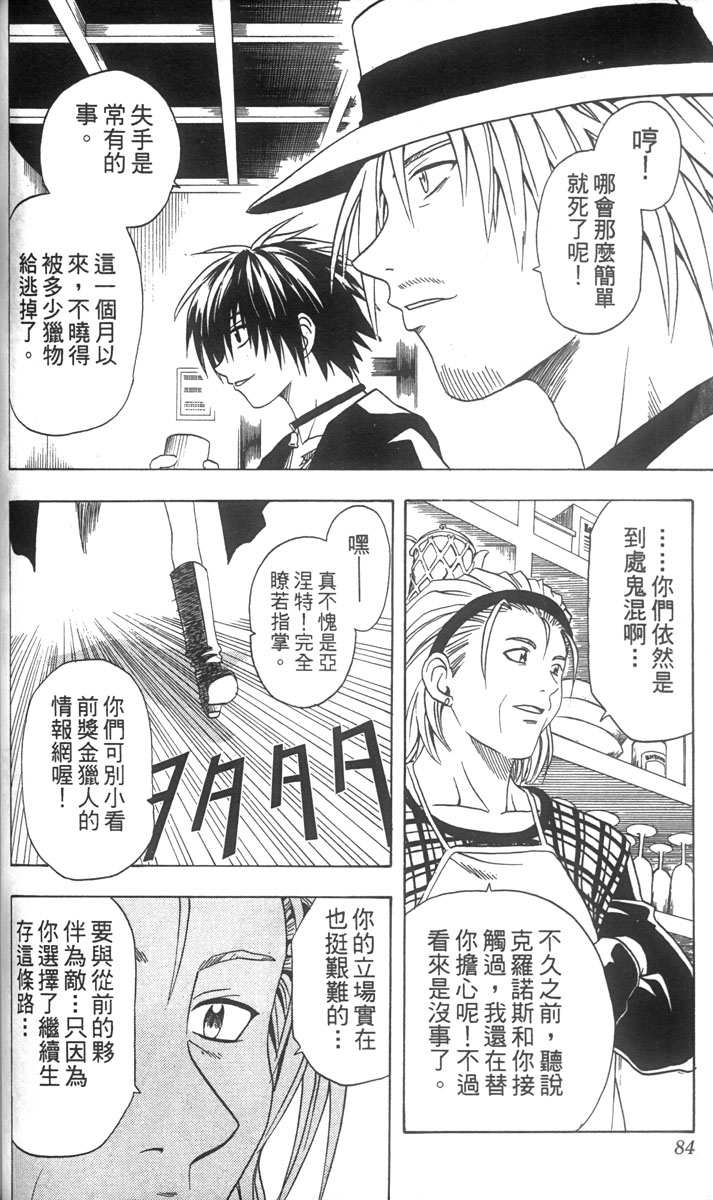 哼！
哪會那麼簡單
就死了呢！
失手是
常有的
事。
這一個月以
來，不曉得
被多少獵物
給逃掉了。
……你們依然是
到處鬼混啊…
不久之前，聽說
克羅諾斯和你接
觸過，我還在替
你擔心呢！不過
看來是沒事了。
嘿——
真不愧是亞
涅特！完全
瞭若指掌。
你們可別小看
前獎金獵人的
情報網喔！
タタタタ
你的立場實在
也挺艱難的…
要與從前的夥
伴為敵…只因為
你選擇了繼續生
存這條路…
84